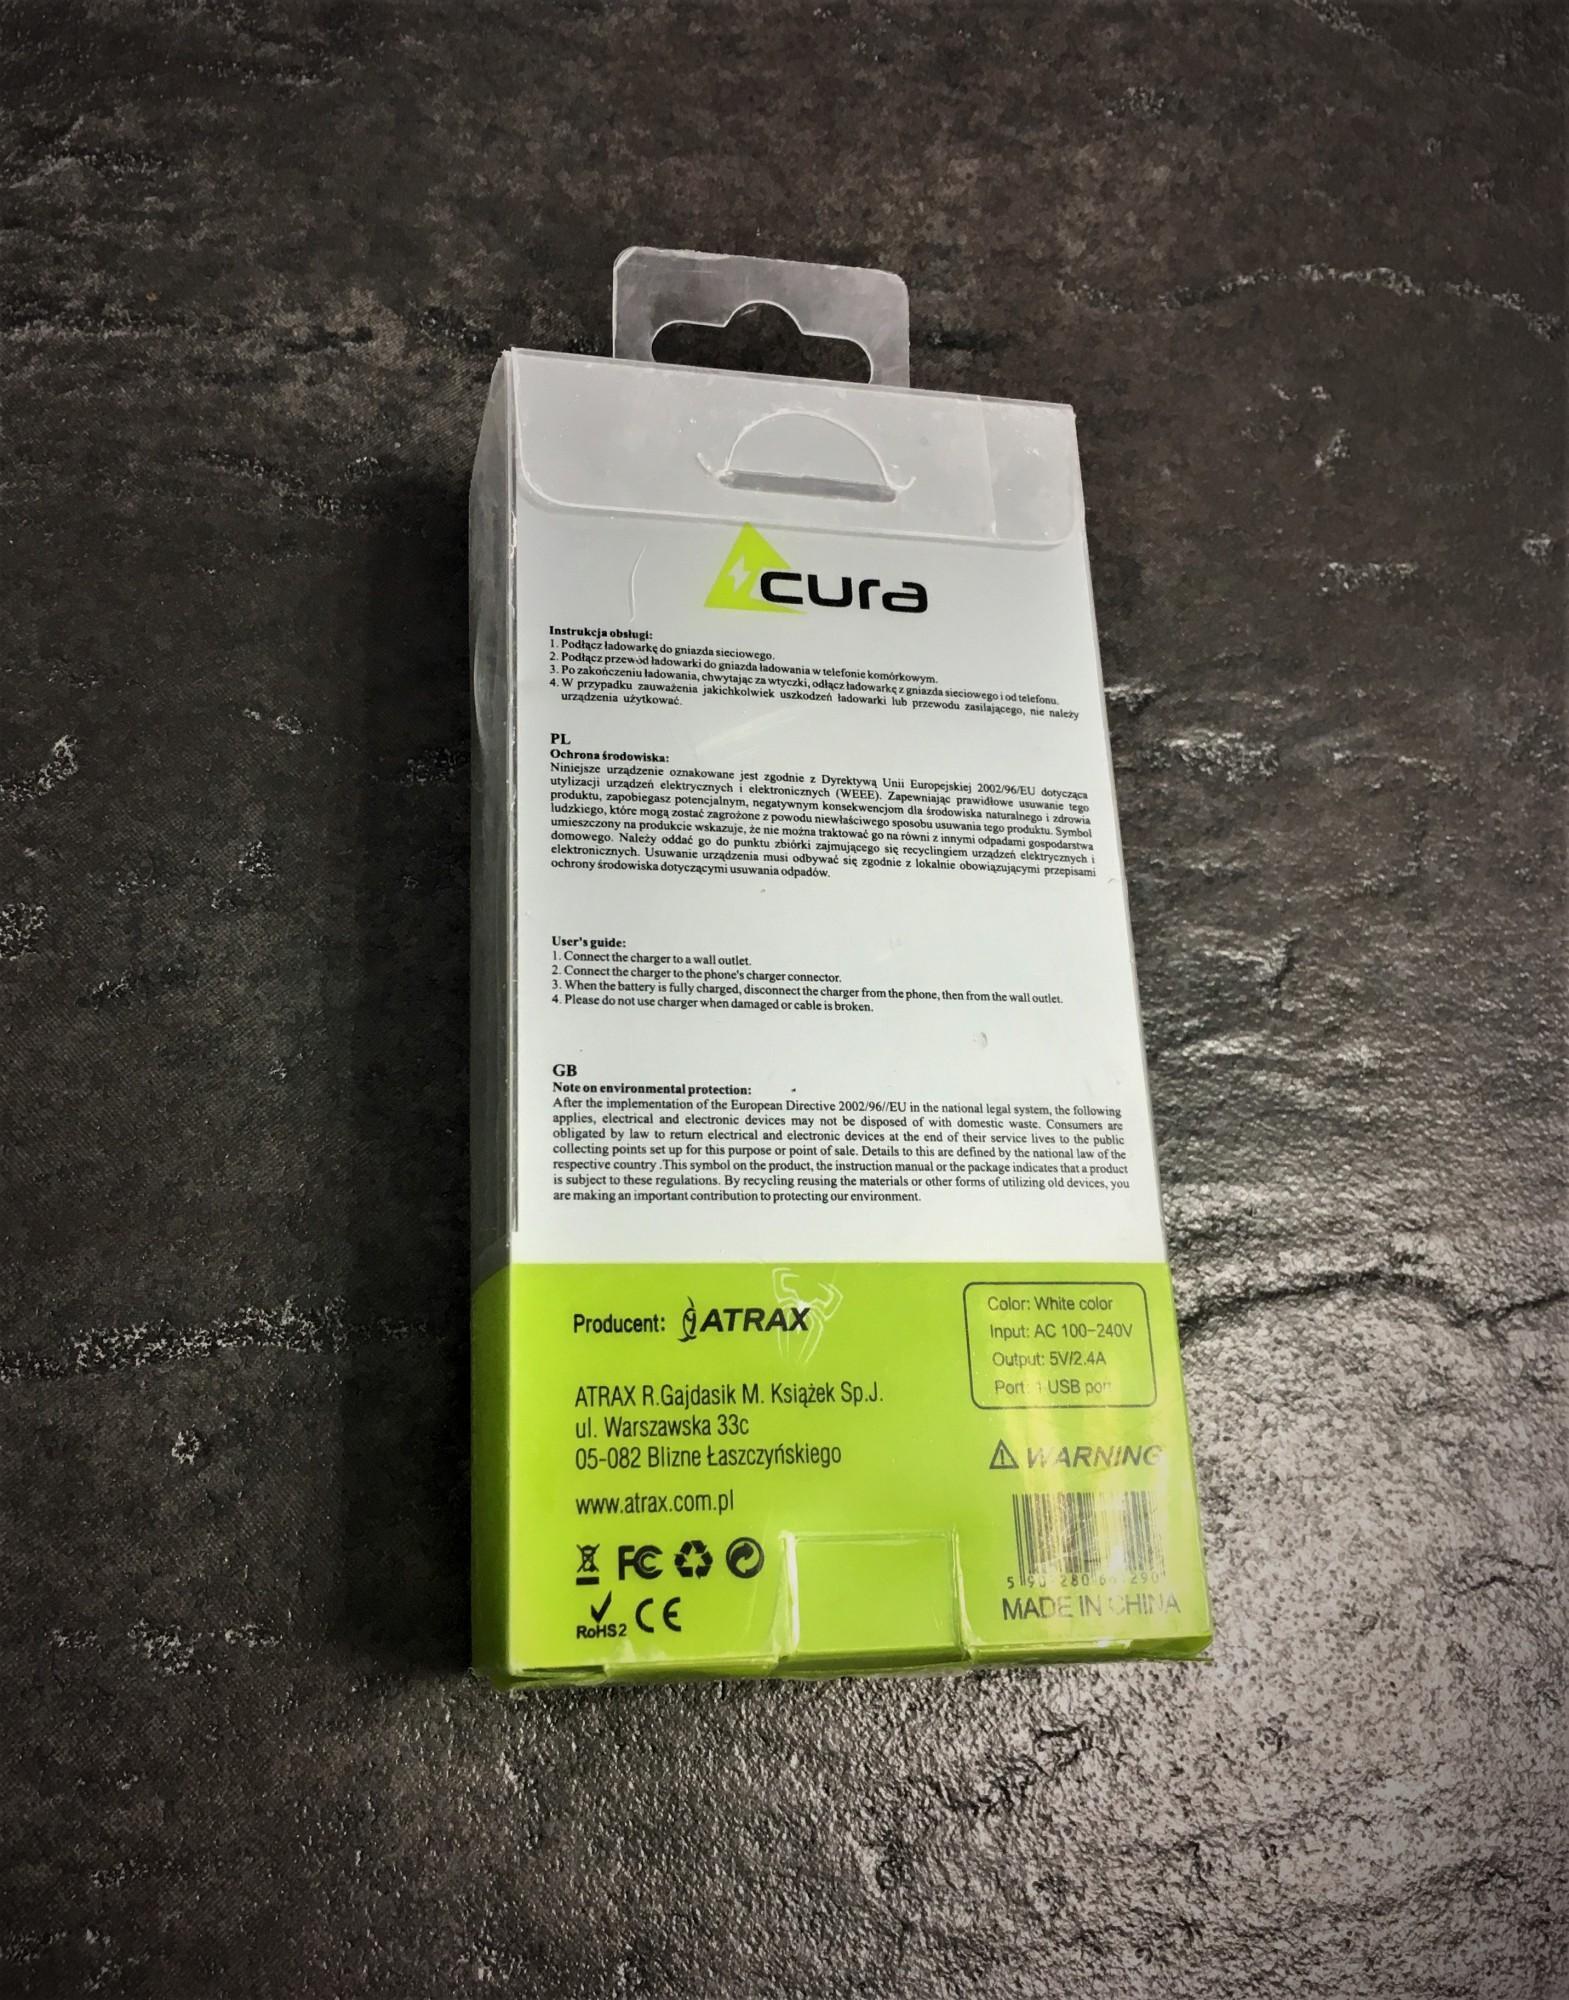 cura
Instrukcja obsługi:
1. Podłącz ładowarkę do gniazda sieciowego.
2. Podłącz przewód ładowarki do gniazda ładowania w telefonie komórkowym.
3. Po zakończeniu ładowania, chwytając za wtyczki, odłącz ładowarkę z gniazda sieciowego i od telefonu.
4. W przypadku zauważenia jakichkolwiek uszkodzeń ładowarki lub przewodu zasilającego, nie należy
urządzenia użytkować.
PL
Ochrona środowiska:
Niniejsze urządzenie oznakowane jest zgodnie z Dyrektywą Unii Europejskiej 2002/96/EU dotycząca
utylizacji urządzeń elektrycznych i elektronicznych (WEEE). Zapewniając prawidłowe usuwanie tego
produktu, zapobiegasz potencjalnym, negatywnym konsekwencjom dla środowiska naturalnego i zdrowia
ludzkiego, które mogą zostać zagrożone z powodu niewłaściwego sposobu usuwania tego produktu. Symbol
umieszczony na produkcie wskazuje, że nie można traktować go na równi z innymi odpadami gospodarstwa
domowego. Należy oddać go do punktu zbiórki zajmującego się recyclingiem urządzeń elektrycznych i
elektronicznych. Usuwanie urządzenia musi odbywać się zgodnie z lokalnie obowiązującymi przepisami
ochrony środowiska dotyczącymi usuwania odpadów.
User's guide:
1. Connect the charger to a wall outlet.
2. Connect the charger to the phone's charger connector.
3. When the battery is fully charged, disconnect the charger from the phone, then from the wall outlet.
4. Please do not use charger when damaged or cable is broken.
GB
Note on environmental protection:
After the implementation of the European Directive 2002/96//EU in the national legal system, the following
applies, electrical and electronic devices may not be disposed of with domestic waste. Consumers are
obligated by law to return electrical and electronic devices at the end of their service lives to the public
collecting points set up for this purpose or point of sale. Details to this are defined by the national law of the
respective country .This symbol on the product, the instruction manual or the package indicates that a product
is subject to these regulations. By recycling reusing the materials or other forms of utilizing old devices, you
are making an important contribution to protecting our environment.
Producent: ATRAX
ATRAX R.Gajdasik M. Książek Sp.J.
ul. Warszawska 33c
05-082 Blizne Łaszczyńskiego
www.atrax.com.pl
FC
RoHS2 CE
Color: White color
Input: AC 100-240V
Output: 5V/2.4A
Port: 1 USB port
WARNING
MADE IN CHINA